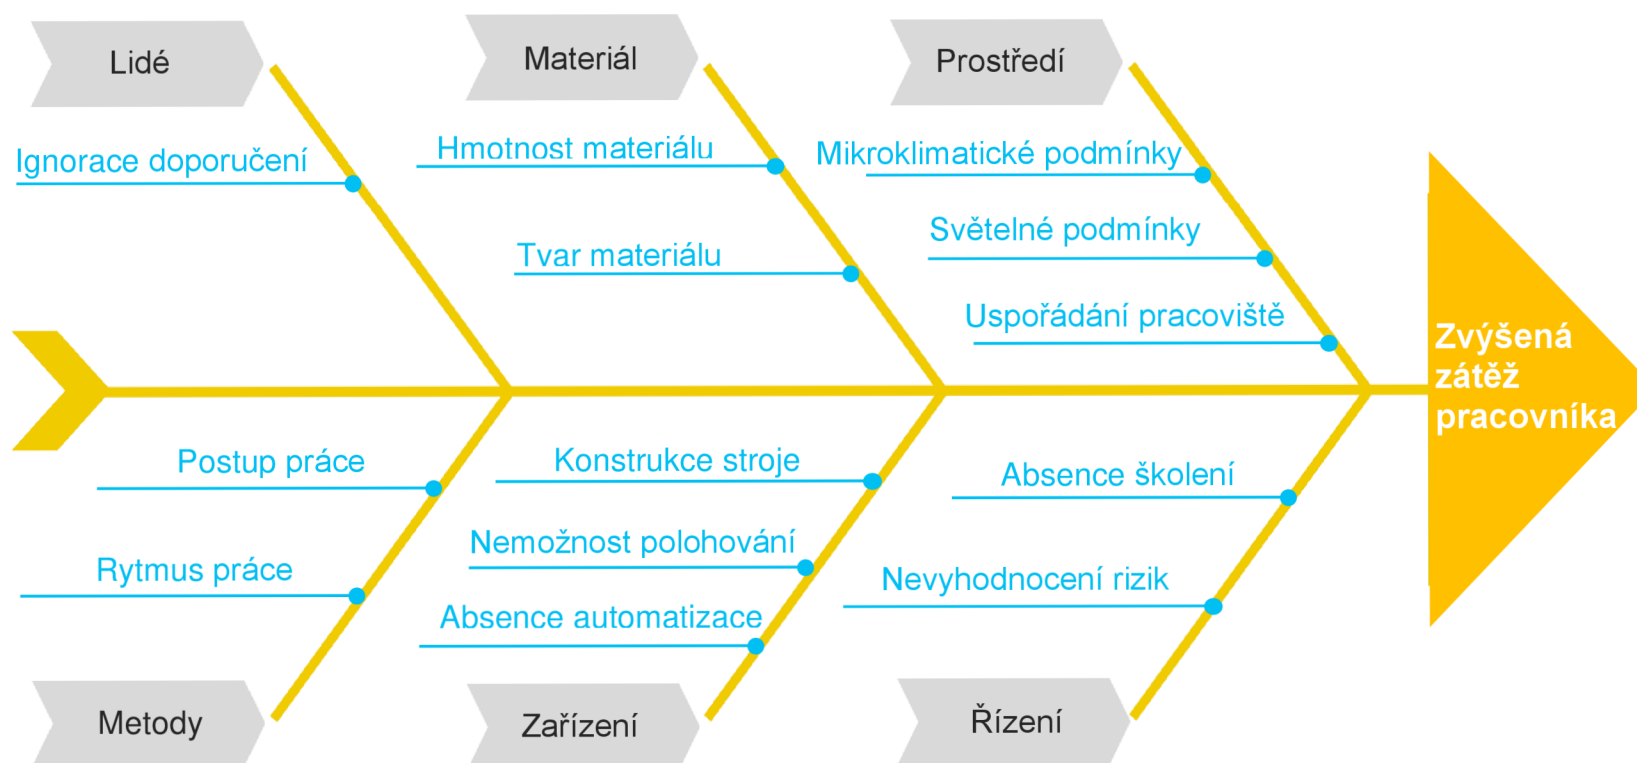 Lidé
Materiál
Prostředí
Ignorace doporučení
Hmotnost materiálu
Mikroklimatické podmínky
Tvar materiálu
Světelné podmínky
Uspořádání pracoviště
Zvýšená
zátěž
pracovníka
Postup práce
Konstrukce stroje
Absence školení
Rytmus práce
Nemožnost polohování
Nevyhodnocení rizik
Absence automatizace
Metody
Zařízení
Řízení